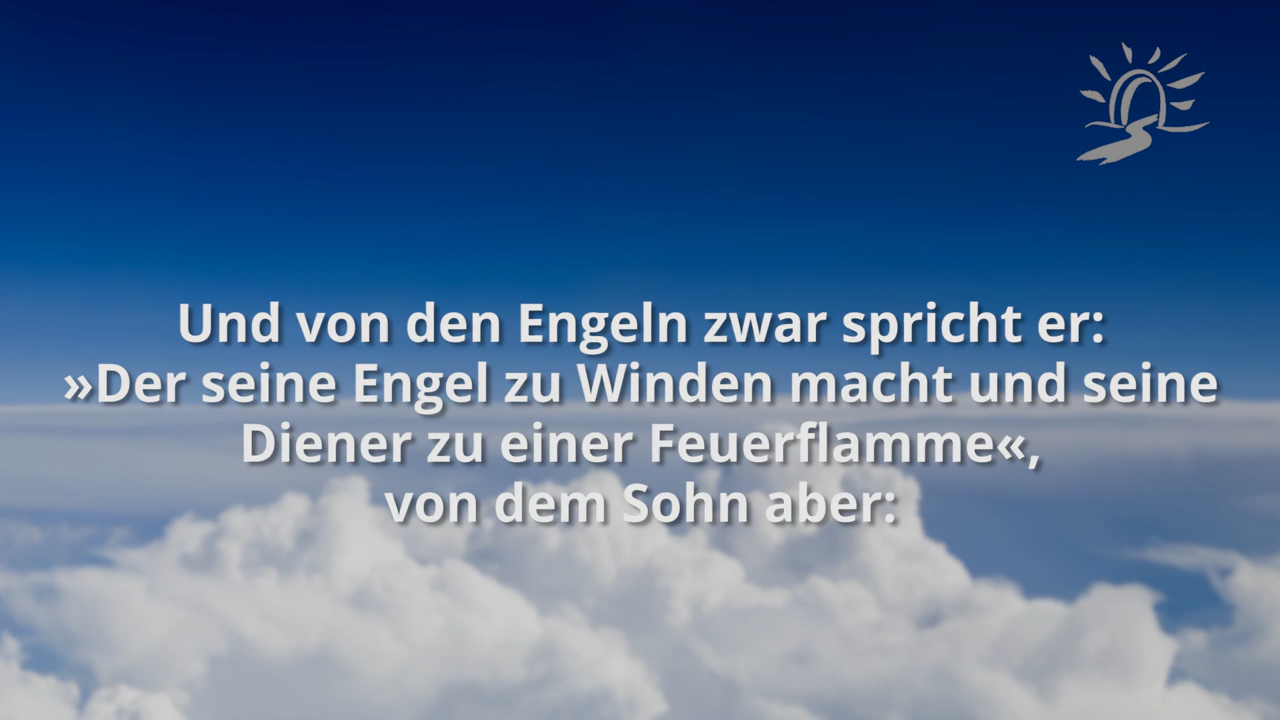 Und von den Engeln zwar spricht er:
»Der seine Engel zu Winden macht und seine
Diener zu einer Feuerflamme«,
von dem Sohn aber: